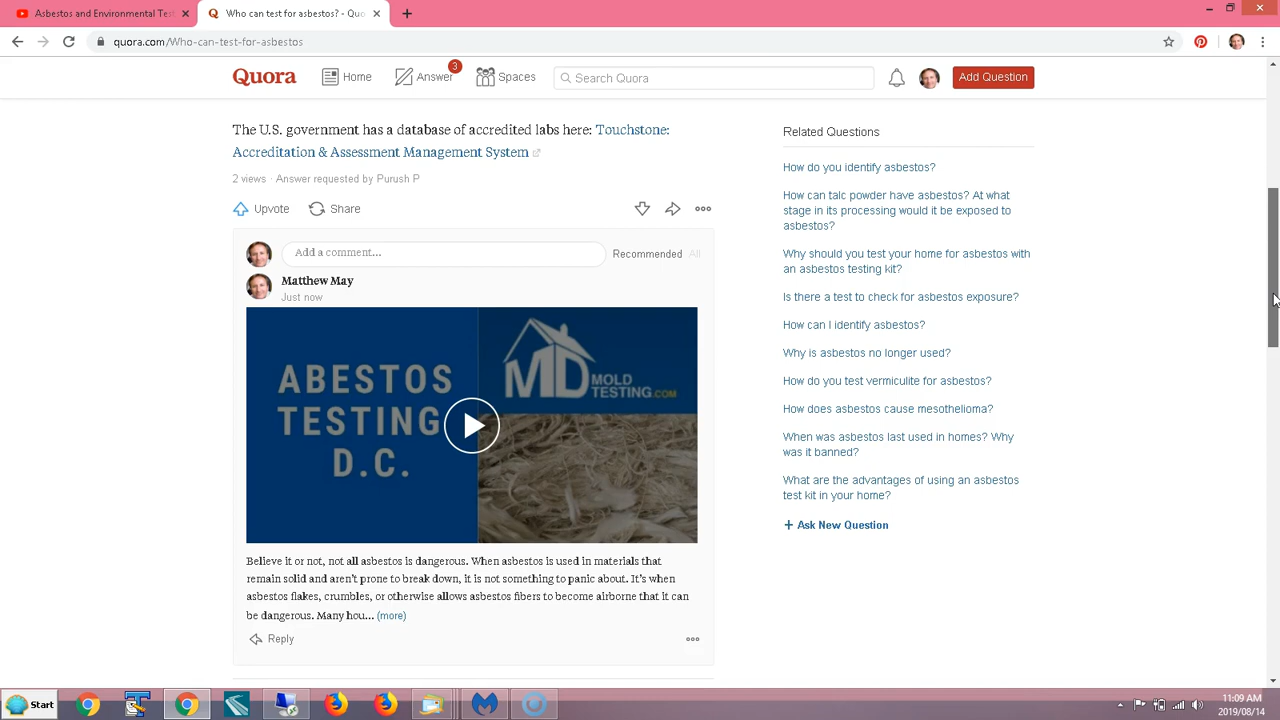 Asbestos and Environmental Test
Who can test for asbestos? - Quo
quora.com/Who-can-test-for-asbestos
Quora
Home
Answer
3
Spaces
Search Quora
Add Question
The U.S. government has a database of accredited labs here: Touchstone:
Accreditation & Assessment Management System
2 views · Answer requested by Purush P
Upvote
Share
Add a comment...
Recommended
All
Matthew May
Just now
ABESTOS
TESTING
D.C.
MD MOLD
TESTING.COM
Believe it or not, not all asbestos is dangerous. When asbestos is used in materials that
remain solid and aren't prone to break down, it is not something to panic about. It's when
asbestos flakes, crumbles, or otherwise allows asbestos fibers to become airborne that it can
be dangerous. Many hou... (more)
Reply
Related Questions
How do you identify asbestos?
How can talc powder have asbestos? At what
stage in its processing would it be exposed to
asbestos?
Why should you test your home for asbestos with
an asbestos testing kit?
Is there a test to check for asbestos exposure?
How can I identify asbestos?
Why is asbestos no longer used?
How do you test vermiculite for asbestos?
How does asbestos cause mesothelioma?
When was asbestos last used in homes? Why
was it banned?
What are the advantages of using an asbestos
test kit in your home?
+ Ask New Question
Start
11:09 AM
2019/08/14